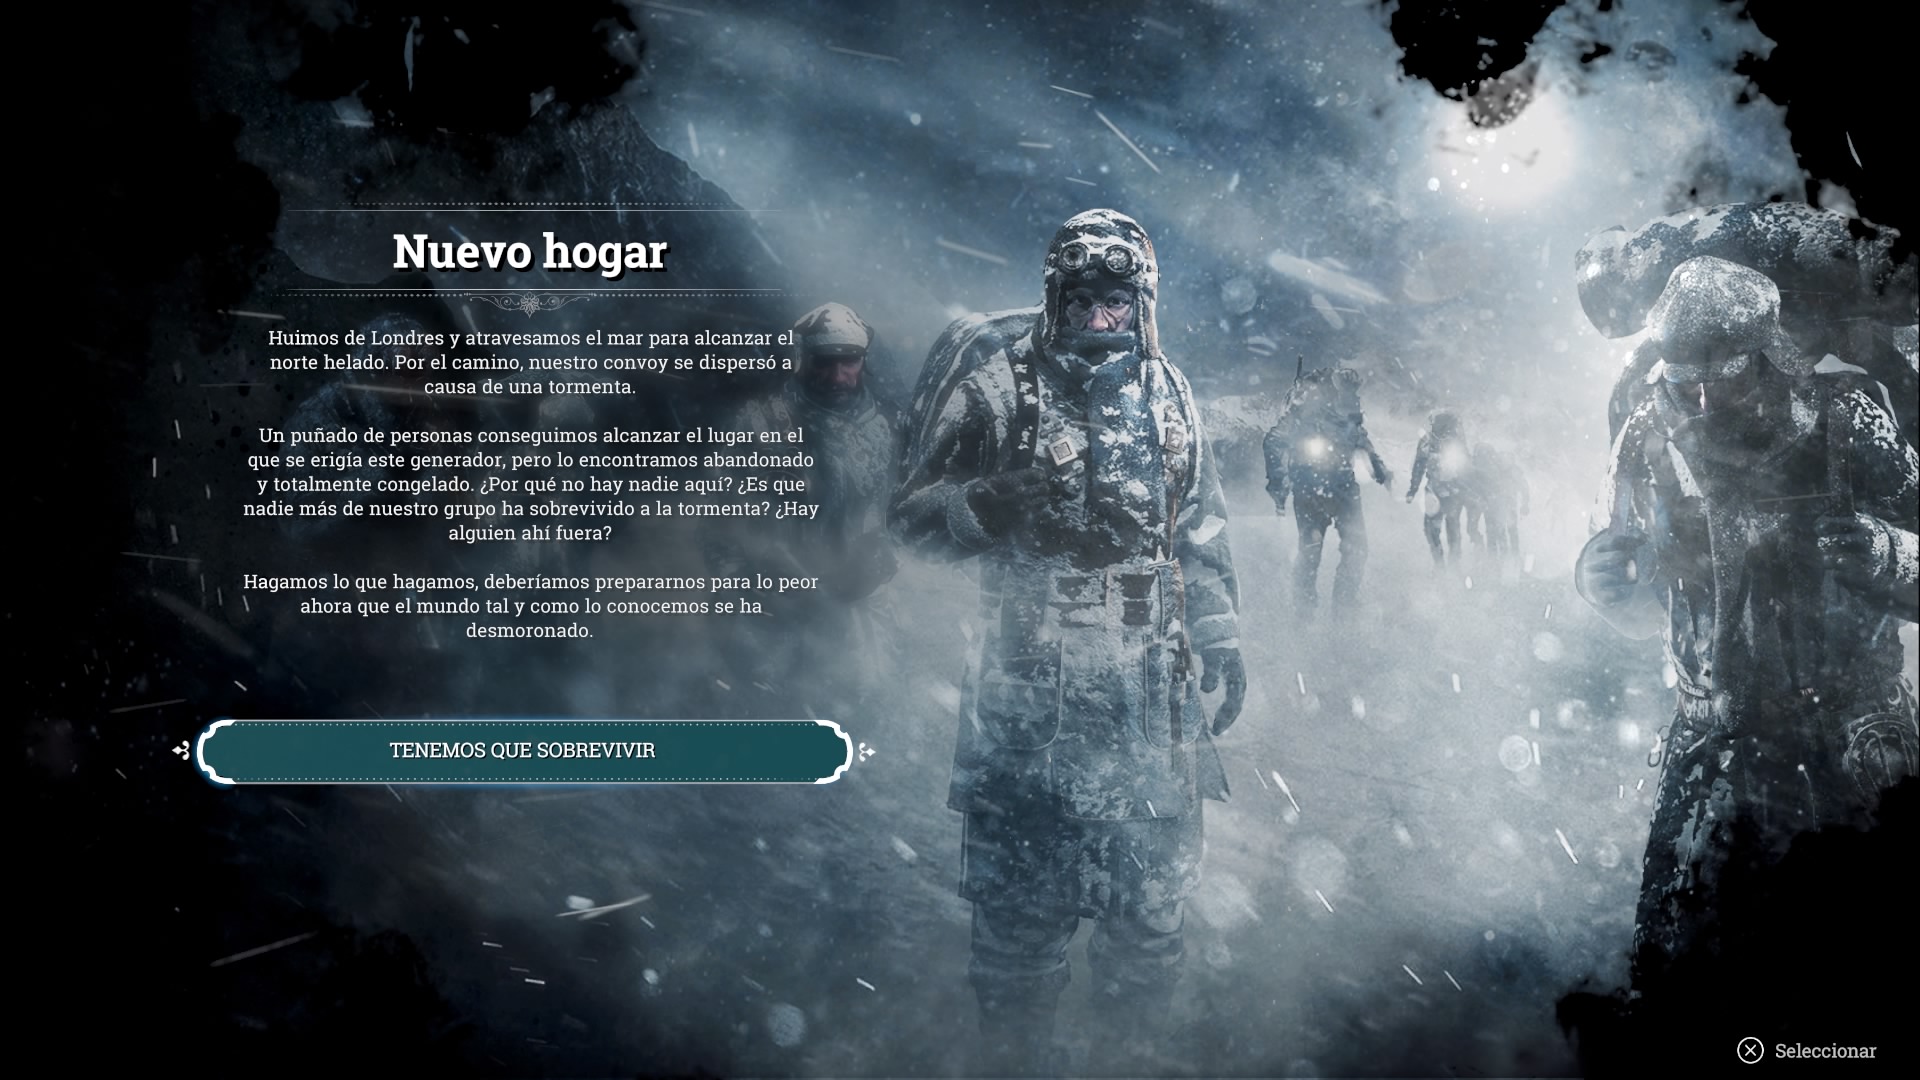 Nuevo hogar
Huimos de Londres y atravesamos el mar para alcanzar el
norte helado. Por el camino, nuestro convoy se dispersó a
causa de una tormenta.
Un puñado de personas conseguimos alcanzar el lugar en el
que se erigía este generador, pero lo encontramos abandonado
y totalmente congelado. ¿Por qué no hay nadie aquí? ¿Es que
nadie más de nuestro grupo ha sobrevivido a la tormenta? ¿Hay
alguien ahí fuera?
Hagamos lo que hagamos, deberíamos prepararnos para lo peor
ahora que el mundo tal y como lo conocemos se ha
desmoronado.
TENEMOS QUE SOBREVIVIR
Seleccionar